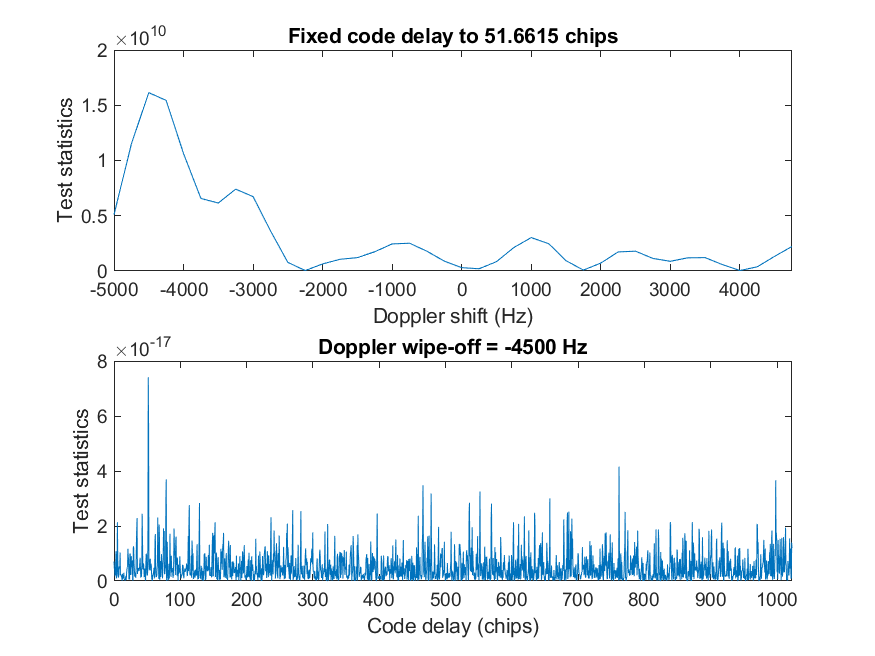 Fixed code delay to 51.6615 chips
×10^10
2
1.5
1
0.5
0
Test statistics
-5000 -4000 -3000 -2000 -1000 0 1000 2000 3000 4000
Doppler shift (Hz)
Doppler wipe-off = -4500 Hz
×10^-17
8
6
4
2
0
Test statistics
0 100 200 300 400 500 600 700 800 900 1000
Code delay (chips)